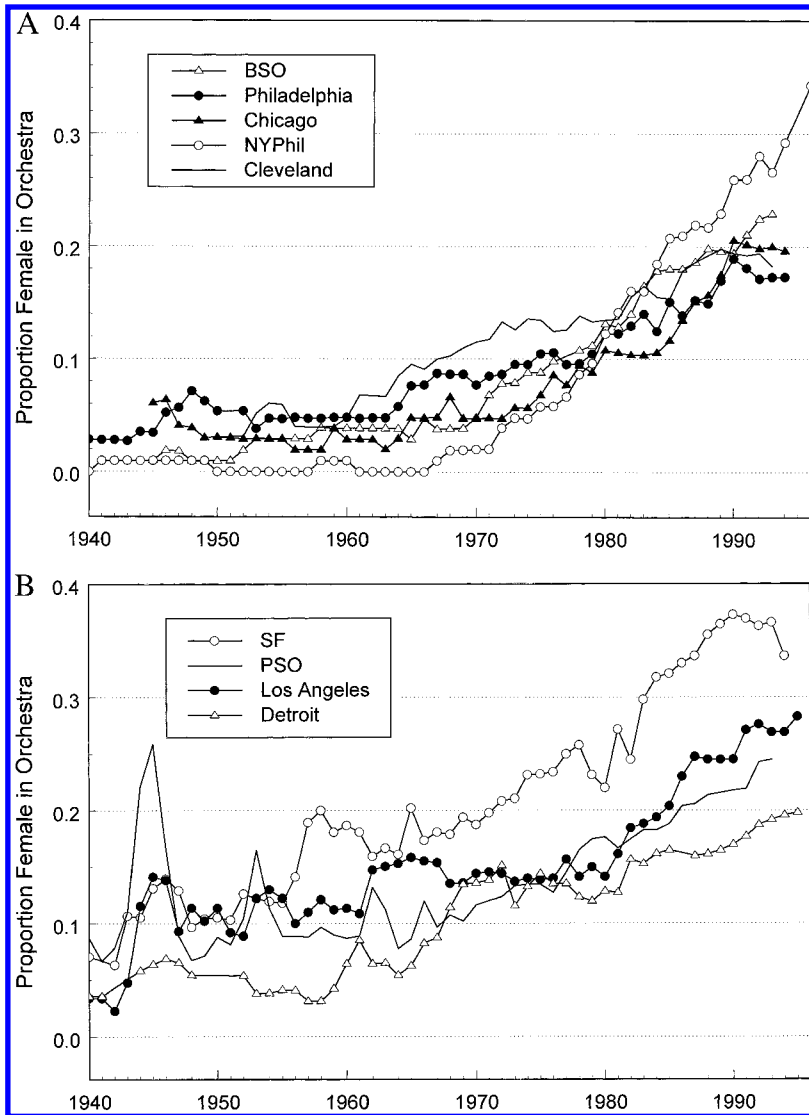 A
0.4
BSO
Philadelphia
Chicago
NYPhil
Cleveland
0.3
0.2
0.1
0.0
Proportion Female in Orchestra
1940 1950 1960 1970 1980 1990
B
0.4
SF
PSO
Los Angeles
Detroit
0.3
0.2
0.1
0.0
Proportion Female in Orchestra
1940 1950 1960 1970 1980 1990